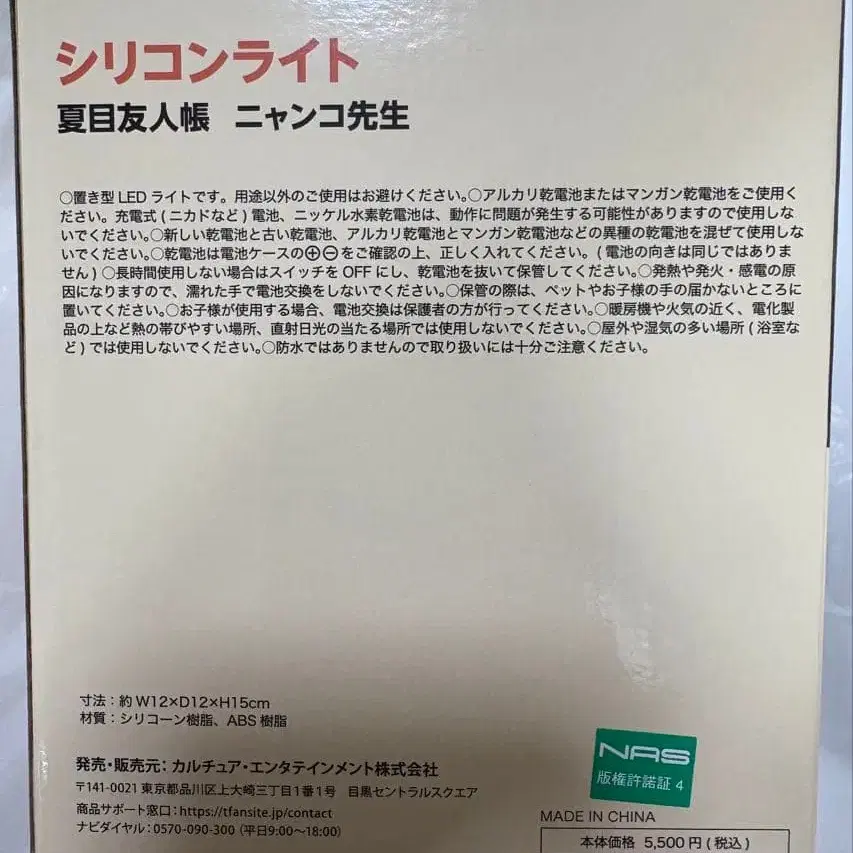 シリコンライト
夏目友人帳 ニャンコ先生
○置き型 LED ライトです。用途以外のご使用はお避けください。○アルカリ乾電池またはマンガン乾電池をご使用く
ださい。充電式 ( ニカドなど ) 電池、ニッケル水素乾電池は、動作に問題が発生する可能性がありますので使用しな
いでください。○新しい乾電池と古い乾電池、アルカリ乾電池とマンガン乾電池などの異種の乾電池を混ぜて使用しな
いでください。○乾電池は電池ケースの⊕⊖をご確認の上、正しく入れてください。( 電池の向きは同じではありま
せん ) ○長時間使用しない場合はスイッチを OFF にし、乾電池を抜いて保管してください。○発熱や発火・感電の原
因になりますので、濡れた手で電池交換をしないでください。○保管の際は、ペットやお子様の手の届かないところに
置いてください。○お子様が使用する場合、電池交換は保護者の方が行ってください。○暖房機や火気の近く、電化製
品の上など熱の帯びやすい場所、直射日光の当たる場所では使用しないでください。○屋外や湿気の多い場所 ( 浴室な
ど ) では使用しないでください。○防水ではありませんので取り扱いには十分ご注意ください。
寸法：約 W12×D12×H15cm
材質：シリコーン樹脂、ABS 樹脂
発売・販売元：カルチュア・エンタテインメント株式会社
〒141-0021 東京都品川区上大崎三丁目1番1号 目黒セントラルスクエア
商品サポート窓口：https://tfansite.jp/contact
ナビダイヤル：0570-090-300 (平日9:00〜18:00)
NAS
版権許諾証 4
MADE IN CHINA
本体価格 5,500 円 ( 税込 )